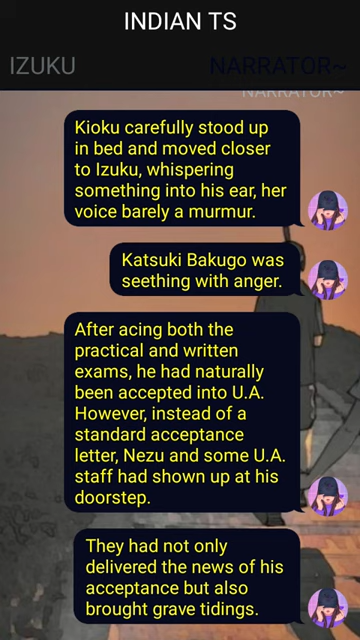 INDIAN TS
IZUKU NARRATOR~
NARRATOR~
Kioku carefully stood up
in bed and moved closer
to Izuku, whispering
something into his ear, her
voice barely a murmur.
Katsuki Bakugo was
seething with anger.
After acing both the
practical and written
exams, he had naturally
been accepted into U.A.
However, instead of a
standard acceptance
letter, Nezu and some U.A.
staff had shown up at his
doorstep.
They had not only
delivered the news of his
acceptance but also
brought grave tidings.